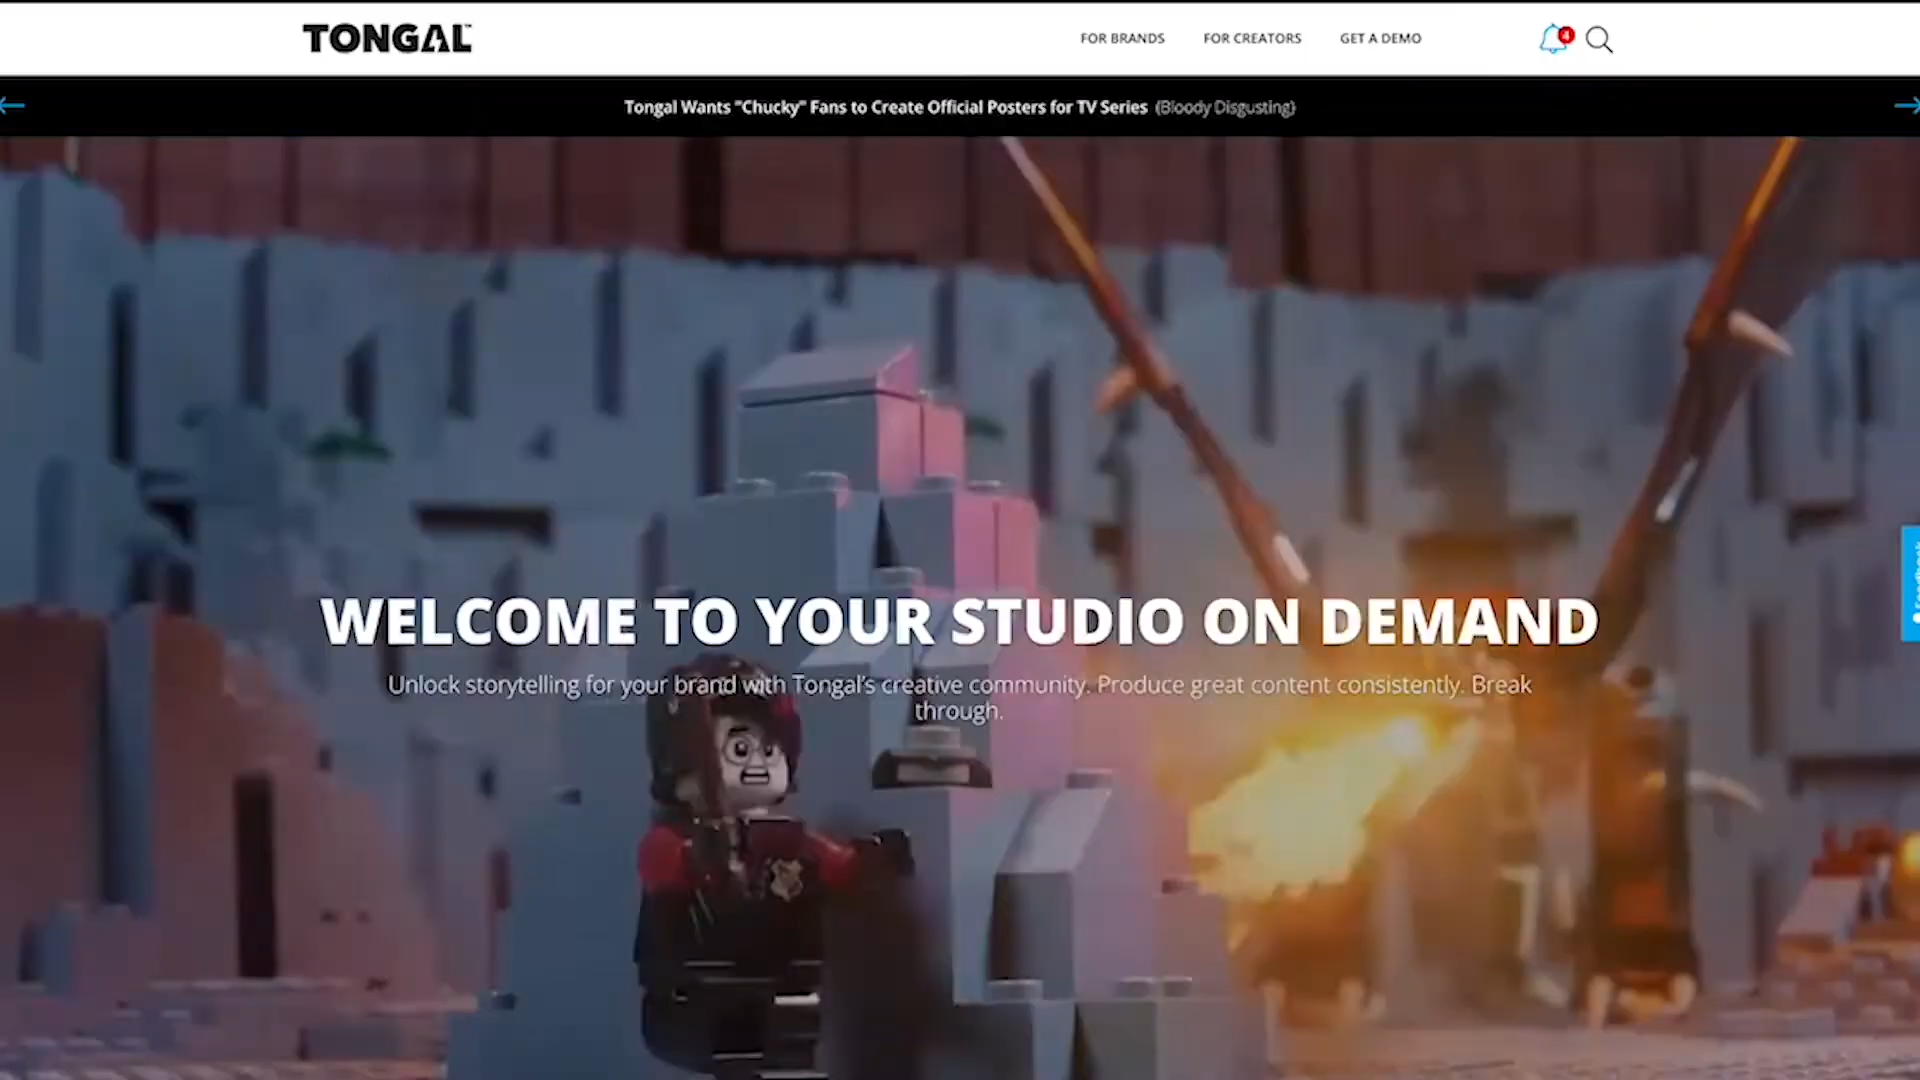 TONGAL™
FOR BRANDS
FOR CREATORS
GET A DEMO
4
Tongal Wants "Chucky" Fans to Create Official Posters for TV Series (Bloody Disgusting)
WELCOME TO YOUR STUDIO ON DEMAND
Unlock storytelling for your brand with Tongal's creative community. Produce great content consistently. Break
through.